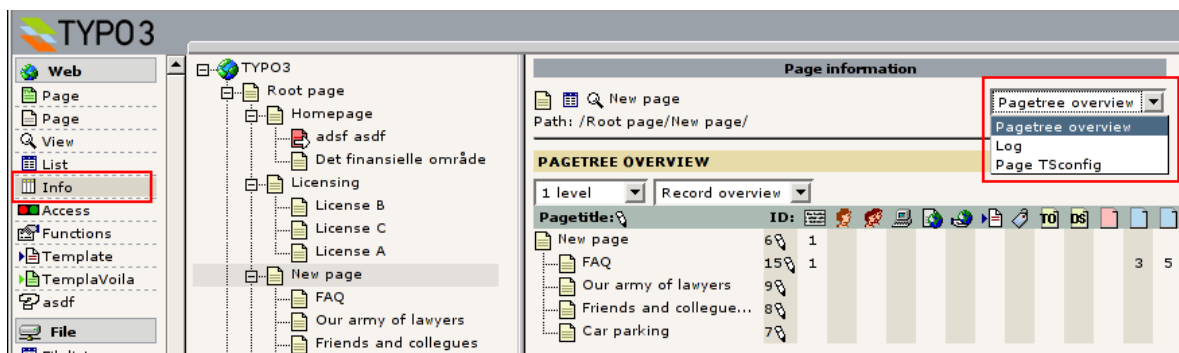 TYPO3
Web
Page
Page
View
List
Info
Access
Functions
Template
TemplaVoila
asdf
File
TYPO3
Root page
Homepage
adsf asdf
Det finansielle område
Licensing
License B
License C
License A
New page
FAQ
Our army of lawyers
Friends and collegues
Page information
New page
Path: /Root page/New page/
Pagetree overview
Pagetree overview
Log
Page TSconfig
PAGETREE OVERVIEW
1 level Record overview
Pagetitle: ID: TO DS
New page 6 1
FAQ 15 1 3 5
Our army of lawyers 9
Friends and collegue... 8
Car parking 7